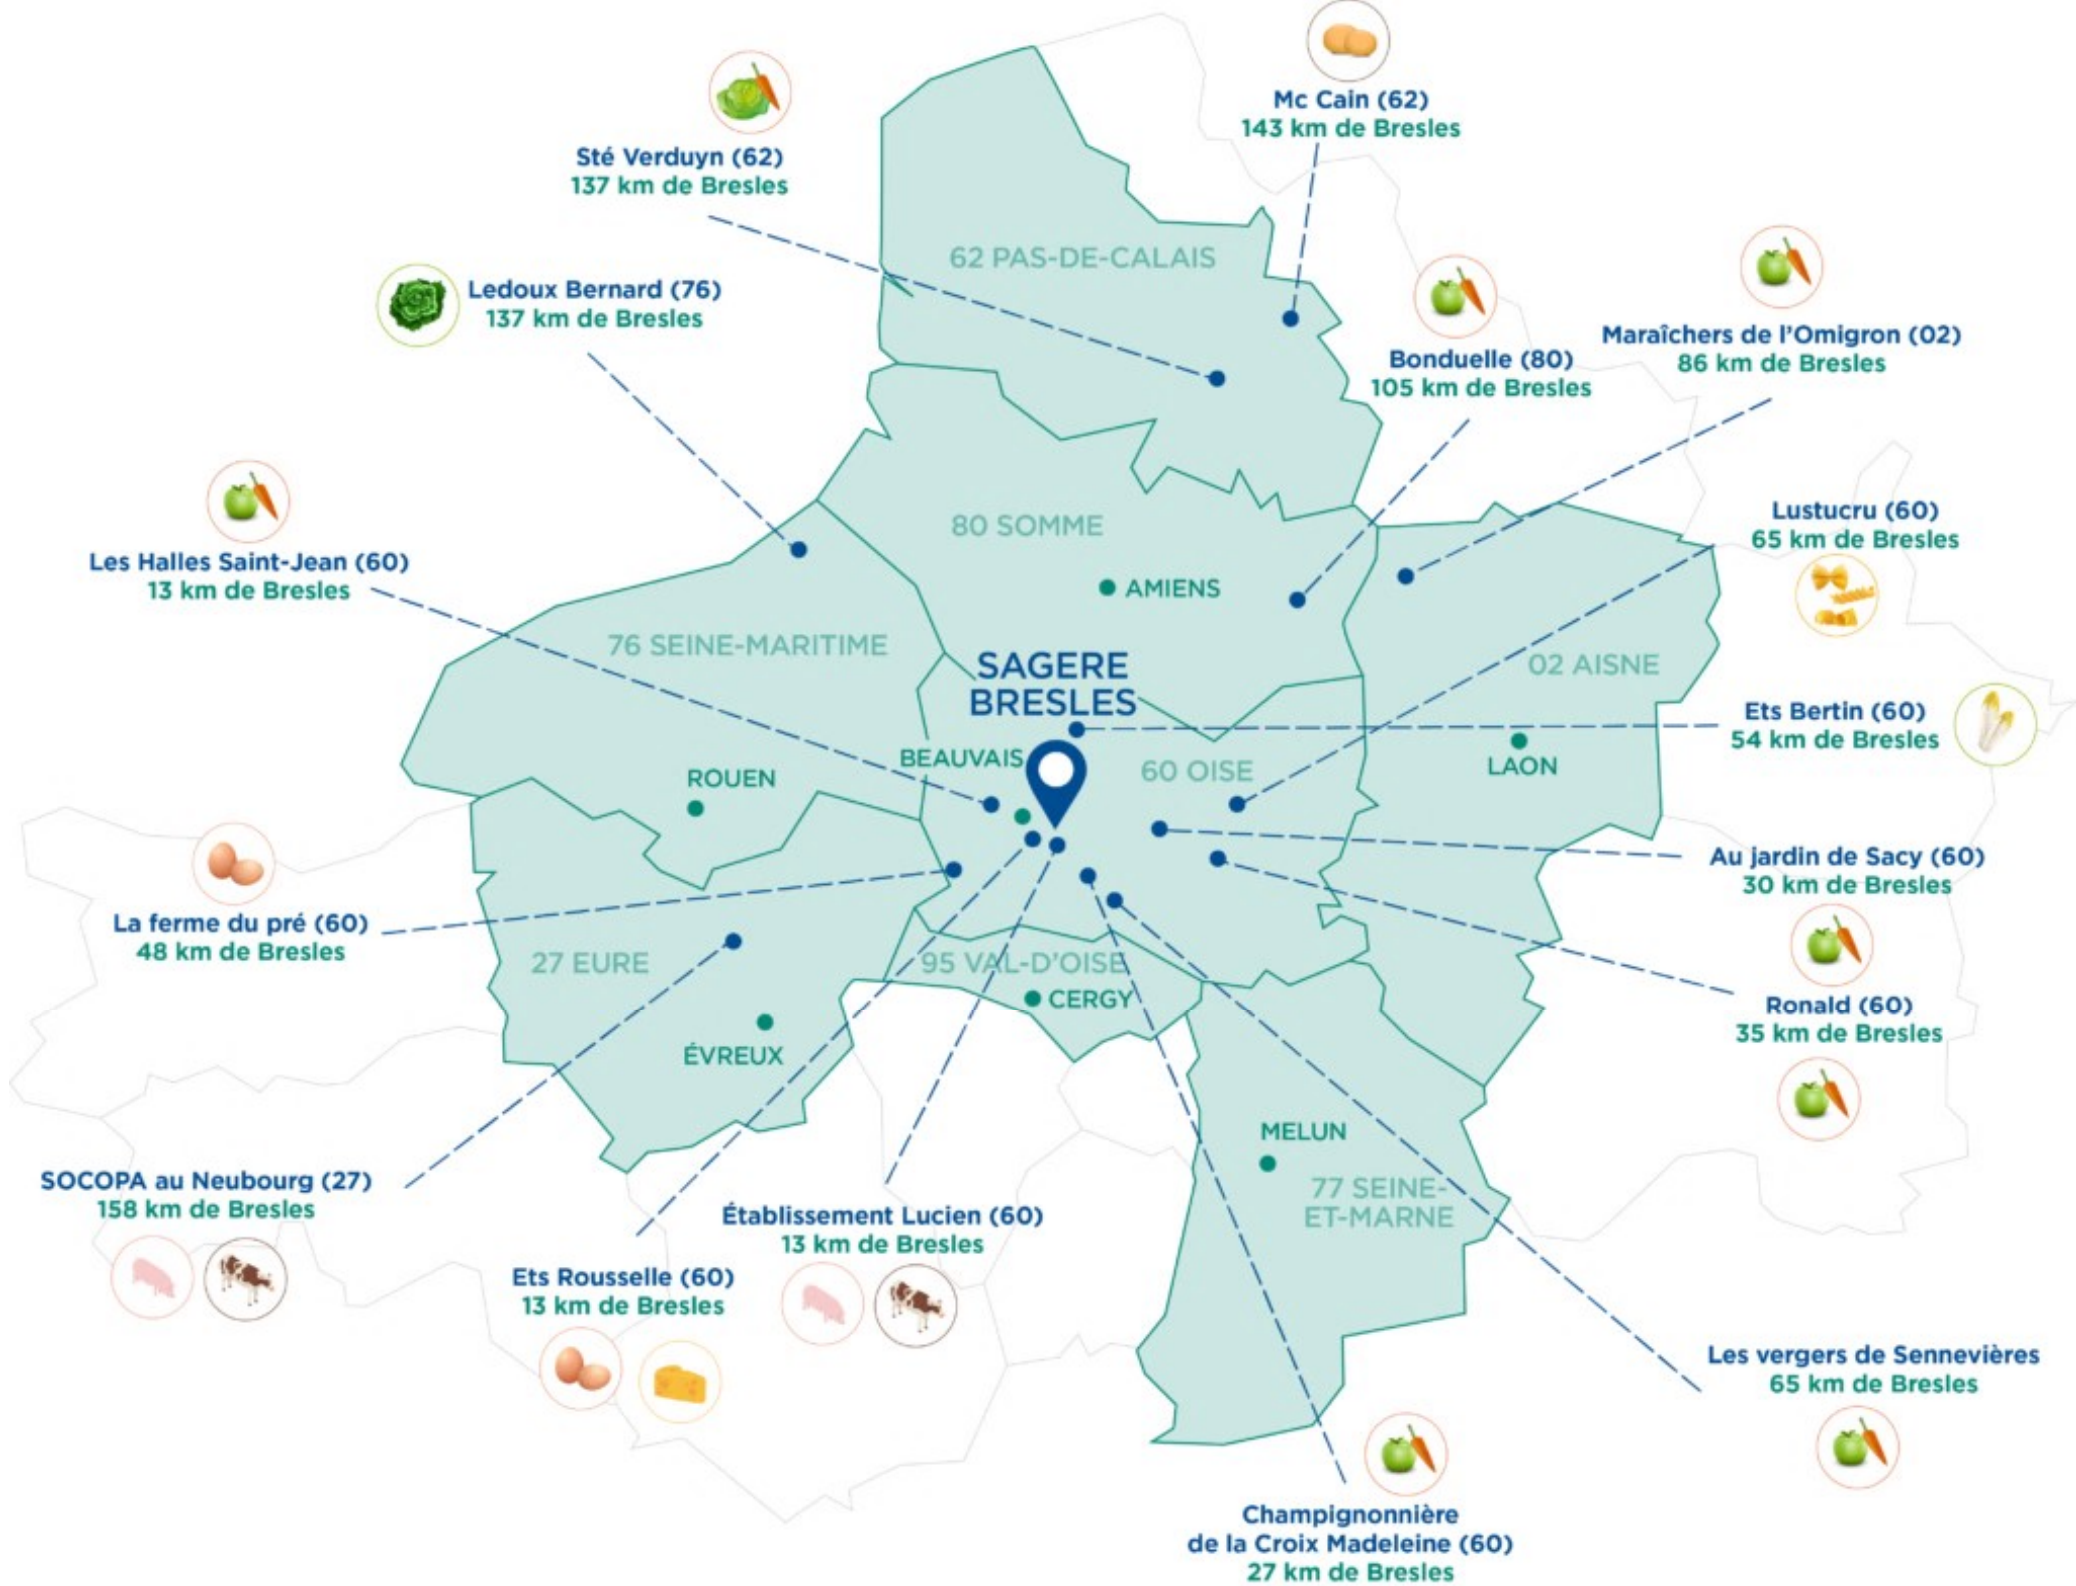 Mc Cain (62)
143 km de Bresles
Sté Verduyn (62)
137 km de Bresles
62 PAS-DE-CALAIS
Ledoux Bernard (76)
137 km de Bresles
Maraîchers de l'Omigron (02)
86 km de Bresles
Bonduelle (80)
105 km de Bresles
Lustucru (60)
65 km de Bresles
80 SOMME
Les Halles Saint-Jean (60)
13 km de Bresles
AMIENS
76 SEINE-MARITIME
SAGERE
BRESLES
02 AISNE
Ets Bertin (60)
54 km de Bresles
BEAUVAIS
60 OISE
LAON
ROUEN
Au jardin de Sacy (60)
30 km de Bresles
La ferme du pré (60)
48 km de Bresles
27 EURE
95 VAL-D'OISE
CERGY
Ronald (60)
35 km de Bresles
ÉVREUX
MELUN
77 SEINE-
ET-MARNE
SOCOPA au Neubourg (27)
158 km de Bresles
Établissement Lucien (60)
13 km de Bresles
Ets Rousselle (60)
13 km de Bresles
Les vergers de Sennevières
65 km de Bresles
Champignonnière
de la Croix Madeleine (60)
27 km de Bresles